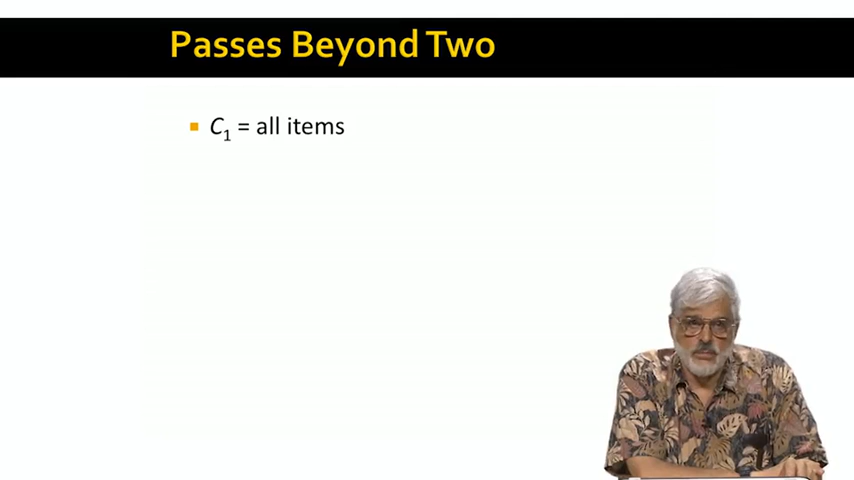 Passes Beyond Two
▪ C₁ = all items